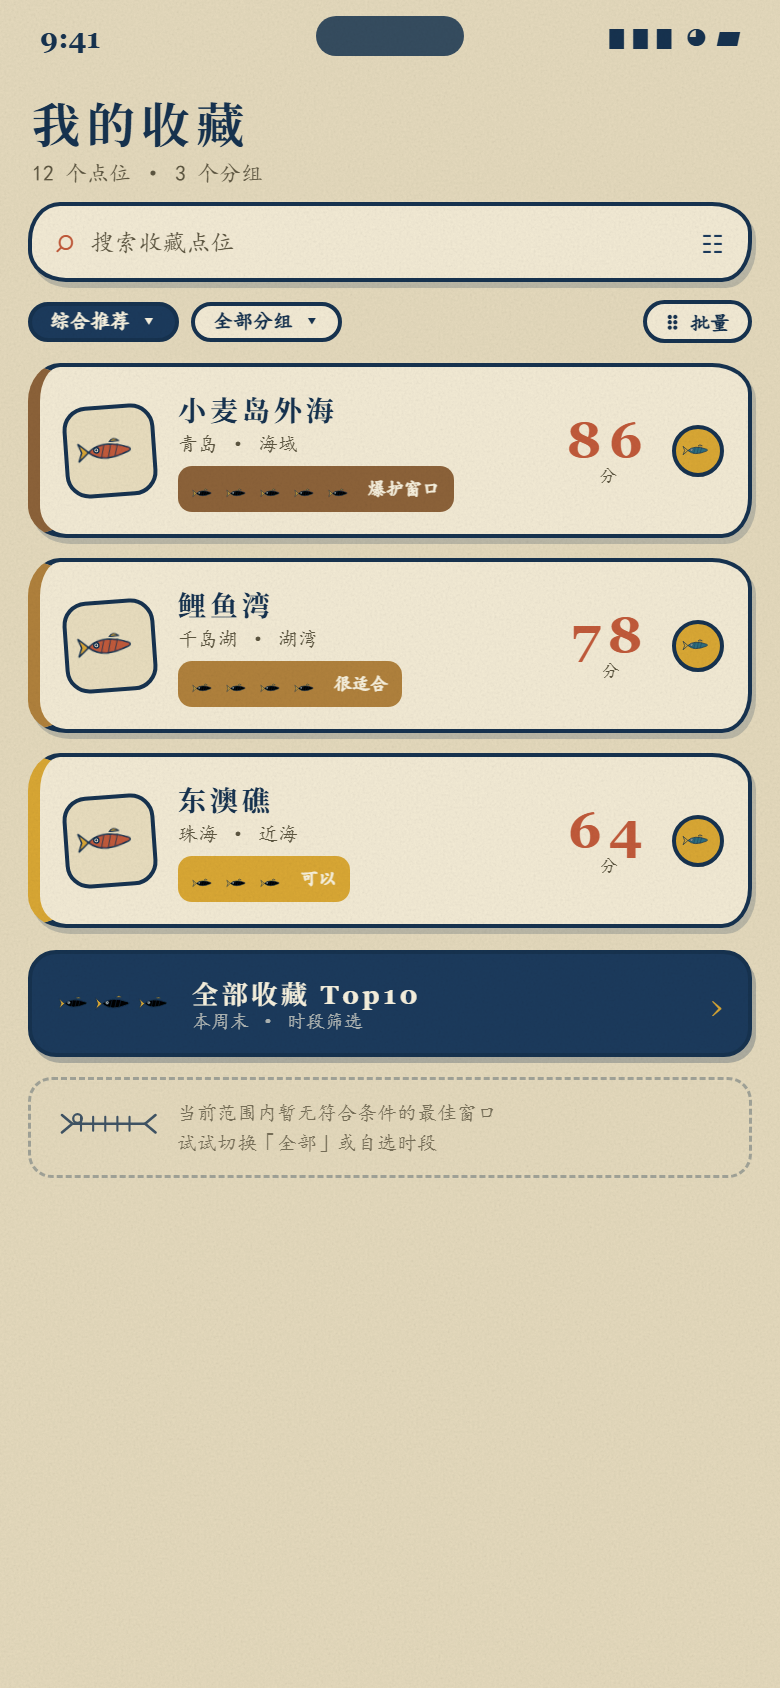 9:41
我的收藏
12 个点位 • 3 个分组
搜索收藏点位
综合推荐 ▼
全部分组 ▼
批量
小麦岛外海
青岛 • 海域
爆护窗口
86
分
鲤鱼湾
千岛湖 • 湖湾
很适合
78
分
东澳礁
珠海 • 近海
可以
64
分
全部收藏 Top10
本周末 • 时段筛选
当前范围内暂无符合条件的最佳窗口
试试切换「全部」或自选时段